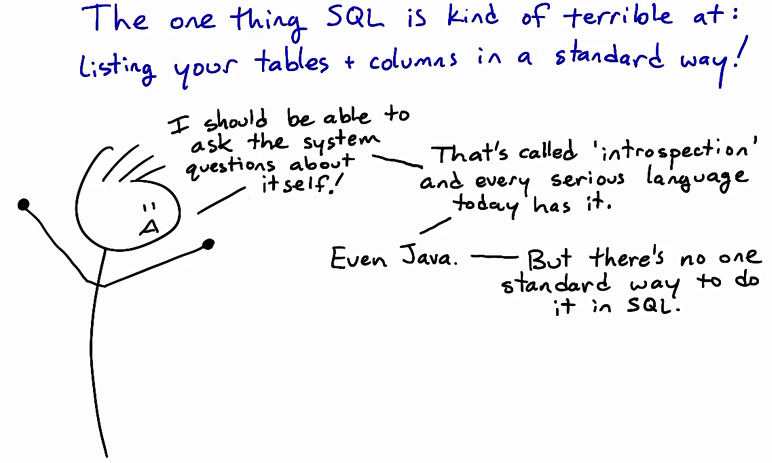 The one thing SQL is kind of terrible at:
Listing your tables + columns in a standard way!
I should be able to
ask the system
questions about
itself!
That's called 'introspection'
and every serious language
today has it.
Even Java.
But there's no one
standard way to do
it in SQL.